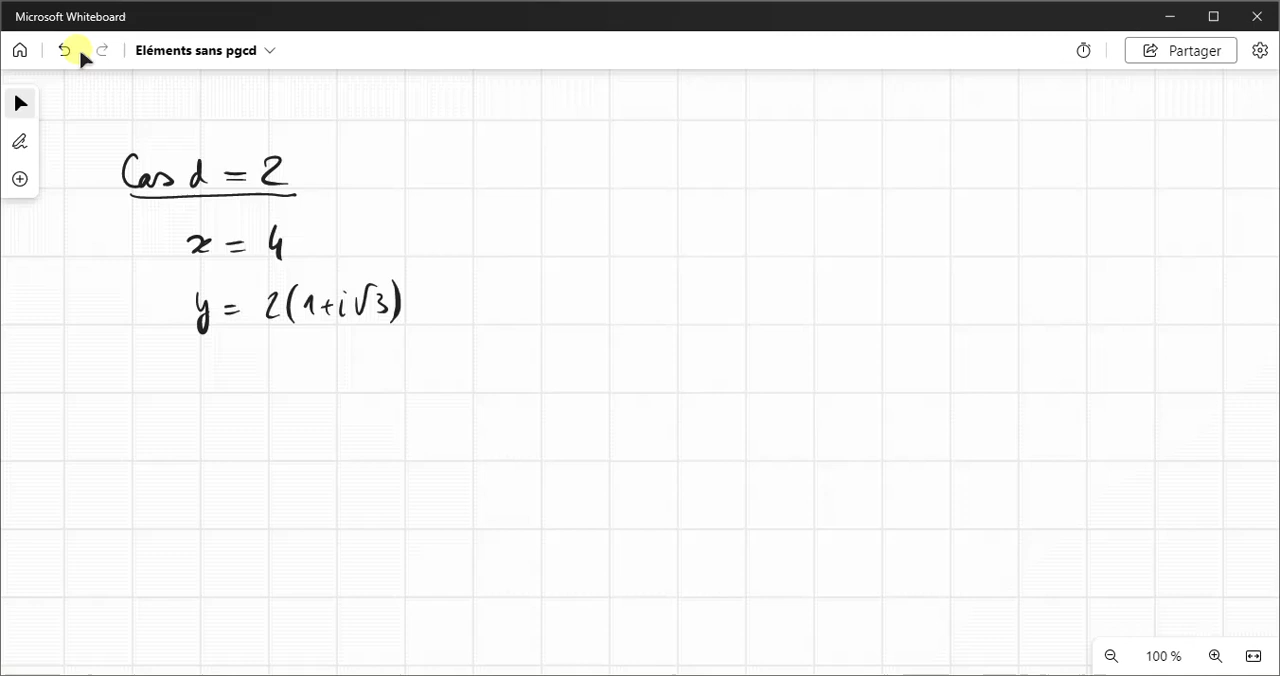 Microsoft Whiteboard
Eléments sans pgcd
Partager
Cas d = 2
x = 4
y = 2(1+i√3)
100 %